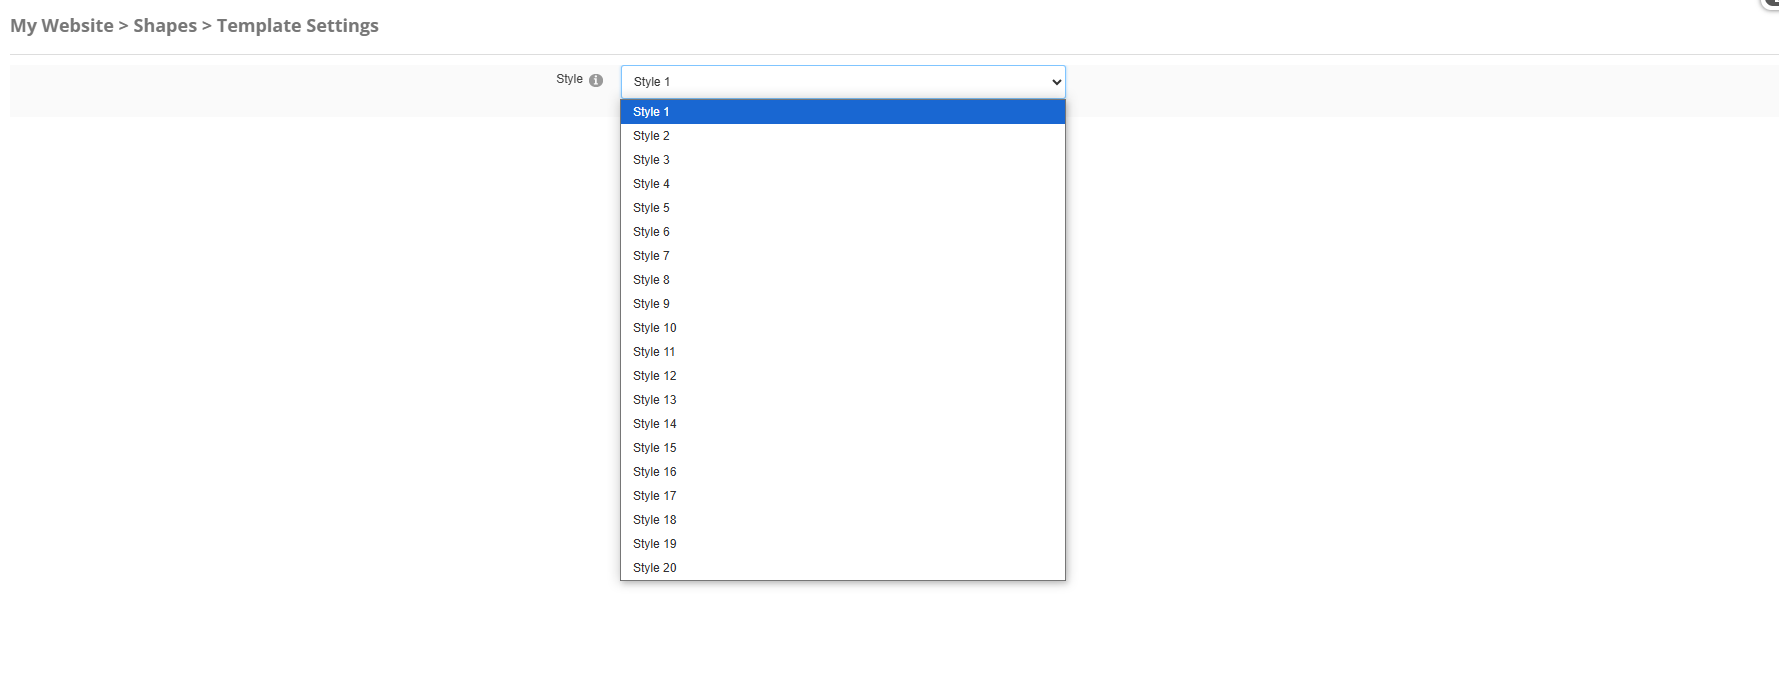 My Website > Shapes > Template Settings
Style
Style 1
Style 1
Style 2
Style 3
Style 4
Style 5
Style 6
Style 7
Style 8
Style 9
Style 10
Style 11
Style 12
Style 13
Style 14
Style 15
Style 16
Style 17
Style 18
Style 19
Style 20